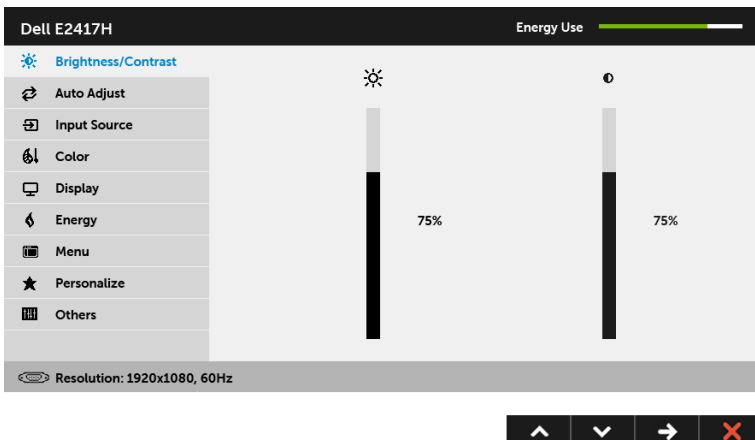 Dell E2417H
Energy Use
Brightness/Contrast
Auto Adjust
Input Source
Color
Display
Energy
Menu
Personalize
Others
75%
75%
Resolution: 1920x1080, 60Hz